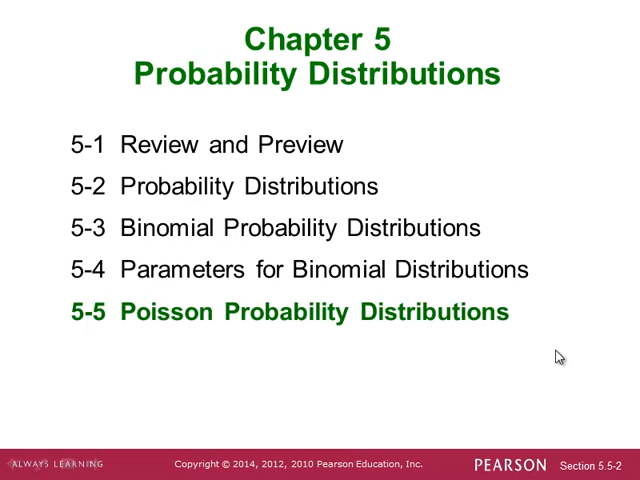 Chapter 5
Probability Distributions
5-1 Review and Preview
5-2 Probability Distributions
5-3 Binomial Probability Distributions
5-4 Parameters for Binomial Distributions
5-5 Poisson Probability Distributions
ALWAYS LEARNING Copyright © 2014, 2012, 2010 Pearson Education, Inc. PEARSON Section 5.5-2